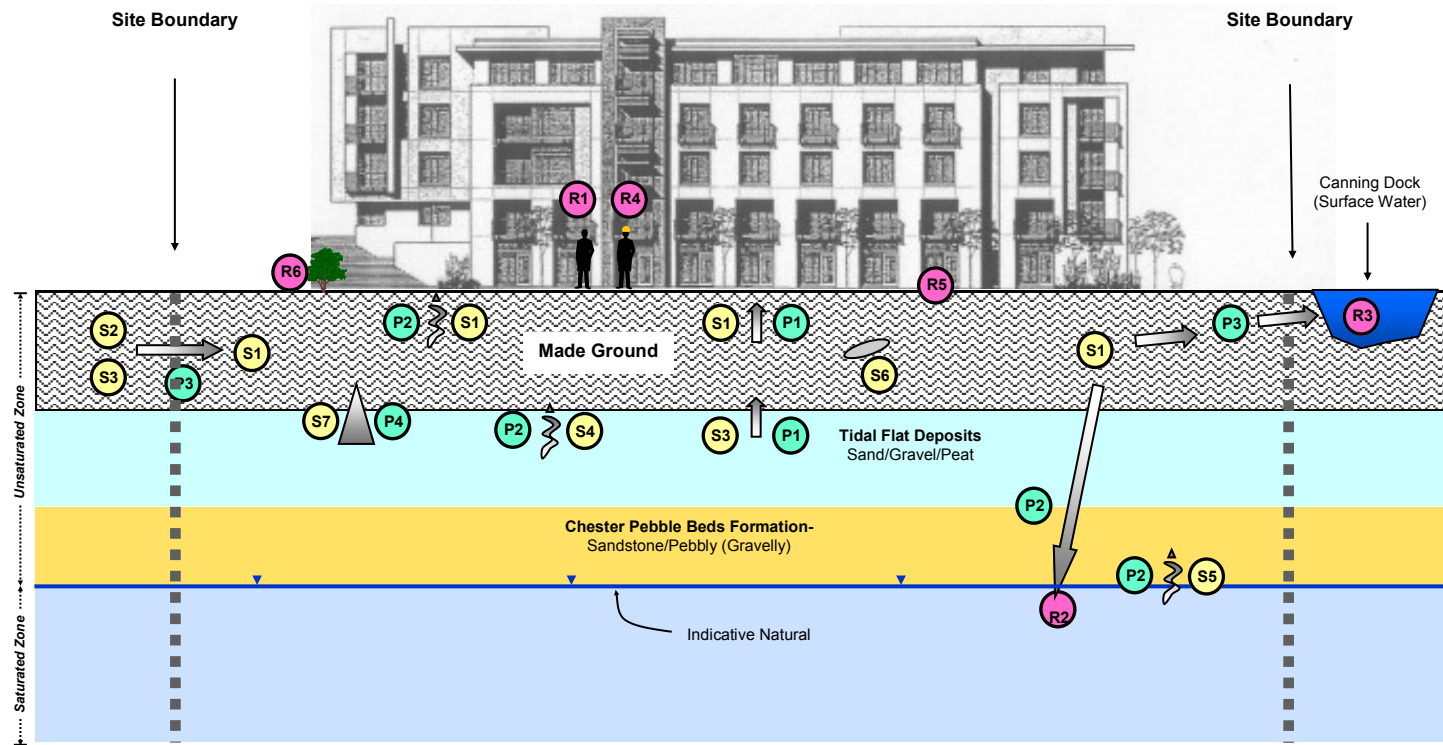 Site Boundary
Site Boundary
Canning Dock
(Surface Water)
R1
R4
R6
R5
S2
S3
P3
S1
P2
S1
Made Ground
S1
P1
S6
S1
P3
R3
S7
P4
P2
S4
S3
P1
Tidal Flat Deposits
Sand/Gravel/Peat
P2
Chester Pebble Beds Formation-
Sandstone/Pebbly (Gravelly)
P2
S5
R2
Indicative Natural
Unsaturated Zone
Saturated Zone